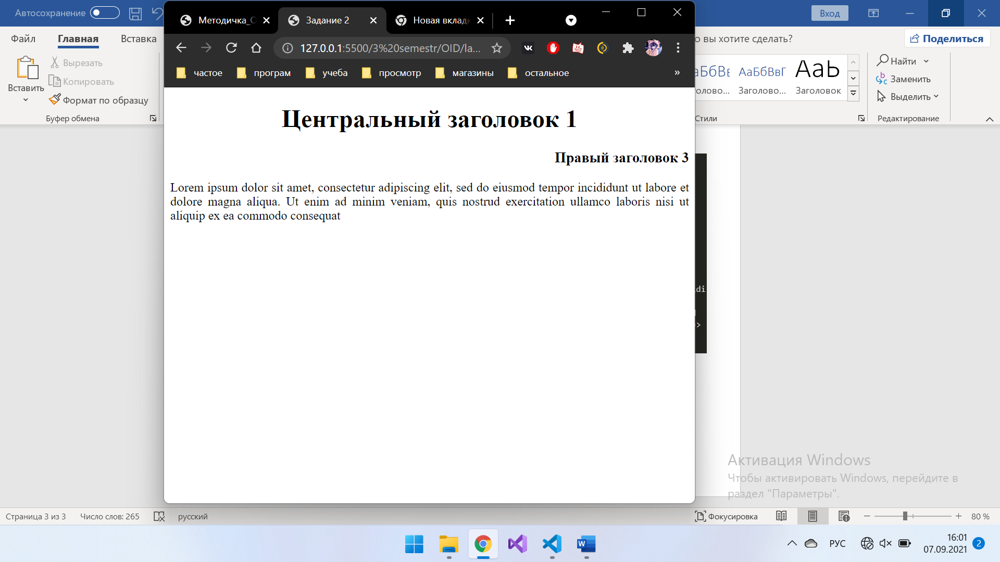 Автосохранение
Методичка_О
Задание 2
Новая вкладк
Вход
Файл
Главная
Вставка
127.0.0.1:5500/3%20semestr/OID/la...
о вы хотите сделать?
Поделиться
частое
програм
учеба
просмотр
магазины
остальное
»
Вставить
Вырезать
Копировать
Формат по образцу
Буфер обмена
АаБбВвГ
АаЬ
олово...
Заголово...
Заголовок
Стили
Найти
Заменить
Выделить
Редактирование
Центральный заголовок 1
Правый заголовок 3
Lorem ipsum dolor sit amet, consectetur adipiscing elit, sed do eiusmod tempor incididunt ut labore et
dolore magna aliqua. Ut enim ad minim veniam, quis nostrud exercitation ullamco laboris nisi ut
aliquip ex ea commodo consequat
di
>
Активация Windows
Чтобы активировать Windows, перейдите в
раздел "Параметры".
Страница 3 из 3
Число слов: 265
русский
Фокусировка
80 %
РУС
16:01
07.09.2021
2